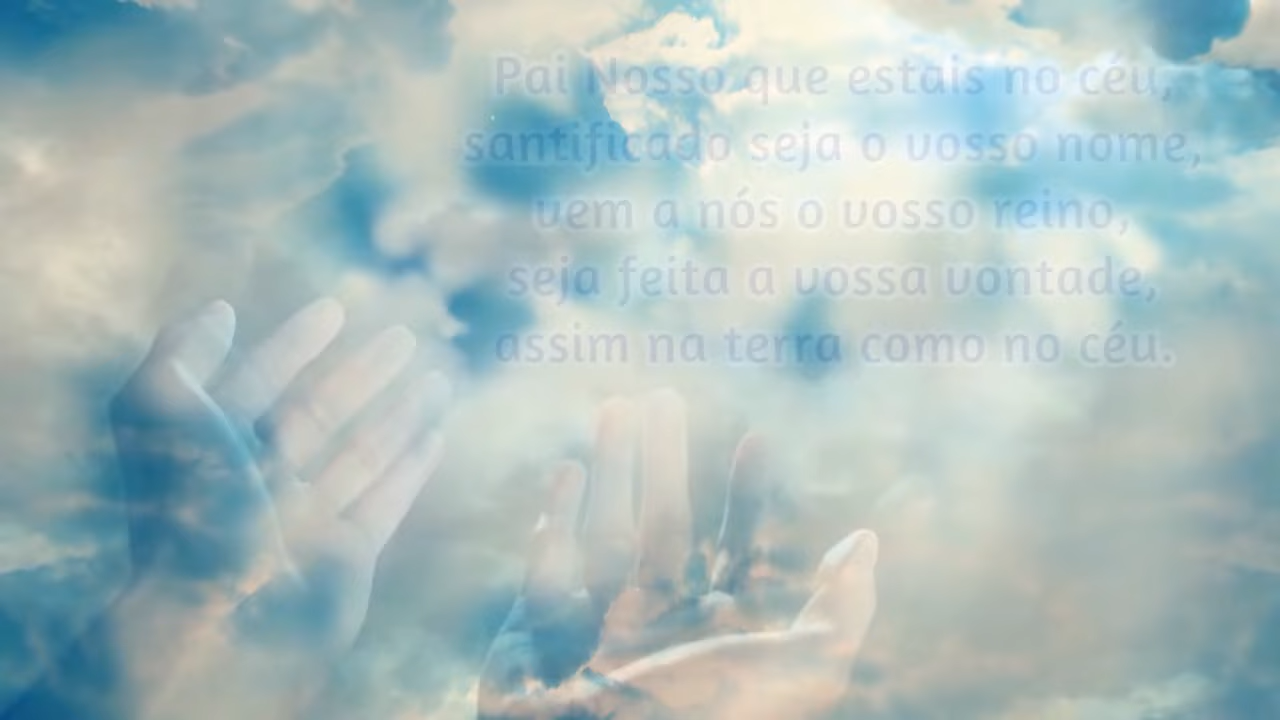 Pai Nosso que estais no céu,
santificado seja o vosso nome,
vem a nós o vosso reino,
seja feita a vossa vontade,
assim na terra como no céu.